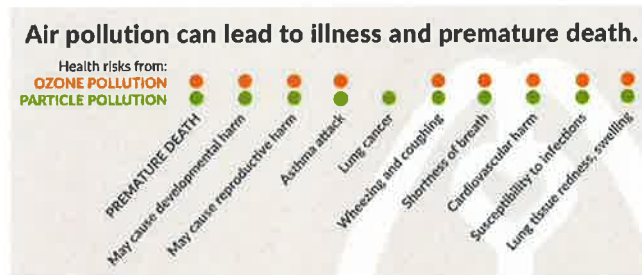 Air pollution can lead to illness and premature death.
Health risks from:
OZONE POLLUTION
PARTICLE POLLUTION
PREMATURE DEATH
May cause developmental harm
May cause reproductive harm
Asthma attack
Lung cancer
Wheezing and coughing
Shortness of breath
Cardiovascular harm
Susceptibility to infections
Lung tissue redness, swelling